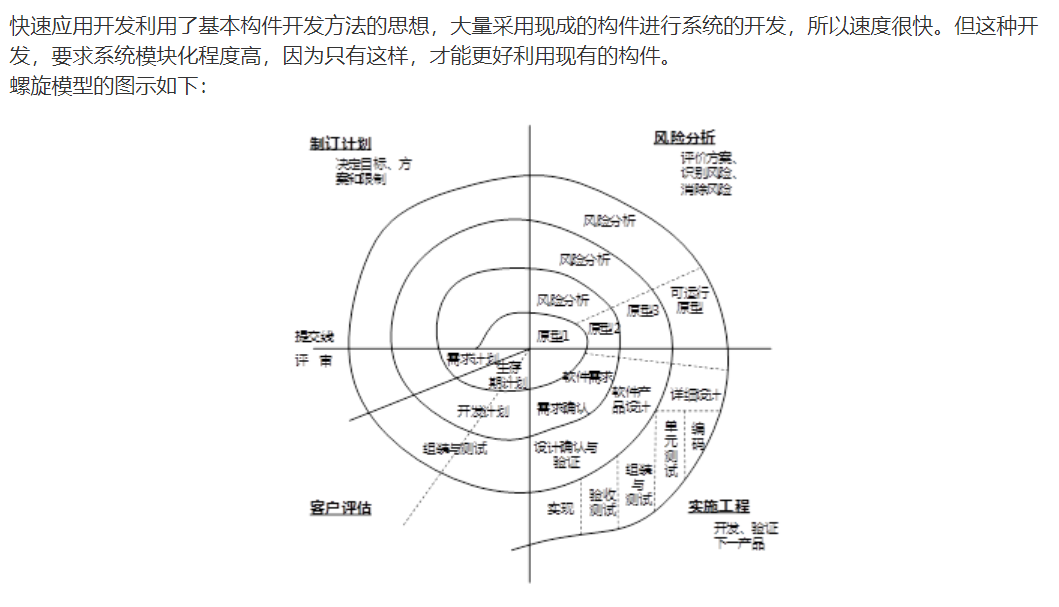 快速应用开发利用了基本构件开发方法的思想，大量采用现成的构件进行系统的开发，所以速度很快。但这种开
发，要求系统模块化程度高，因为只有这样，才能更好利用现有的构件。
螺旋模型的图示如下：
制订计划
决定目标、方
案和限制
风险分析
评价方案、
识别风险、
消除风险
风险分析
风险分析
风险分析
可运行
原型
原型3
原型2
原型1
提交线
评 审
需求计划
生存
期计划
软件需求
软件产
品设计
详细设计
开发计划
需求确认
单元测试
编码
组装与测试
设计确认与
验证
组装
与
测试
验收
测试
实现
客户评估
实施工程
开发、验证
下一产品